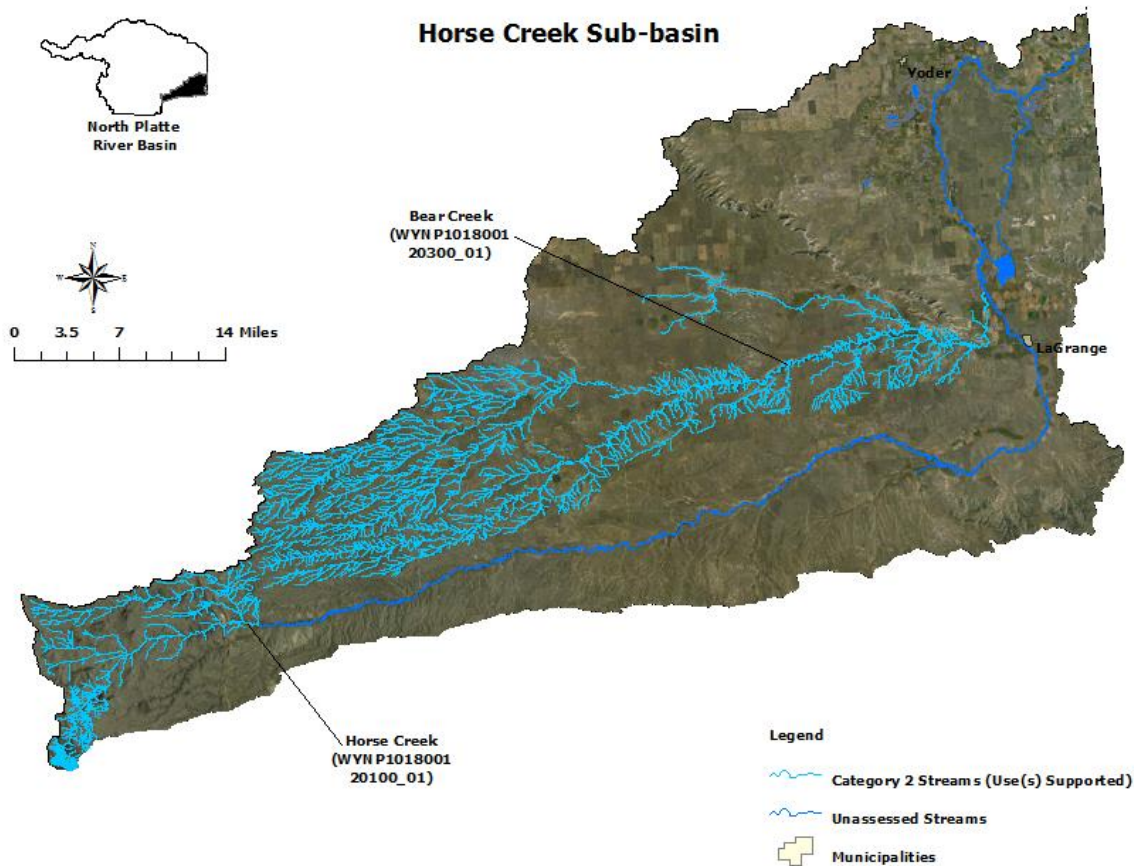 Horse Creek Sub-basin
North Platte
River Basin
Yoder
Bear Creek
(WYNP1018001
20300_01)
N
W
E
S
0 3.5 7 14 Miles
LaGrange
Horse Creek
(WYNP1018001
20100_01)
Legend
Category 2 Streams (Use(s) Supported)
Unassessed Streams
Municipalities